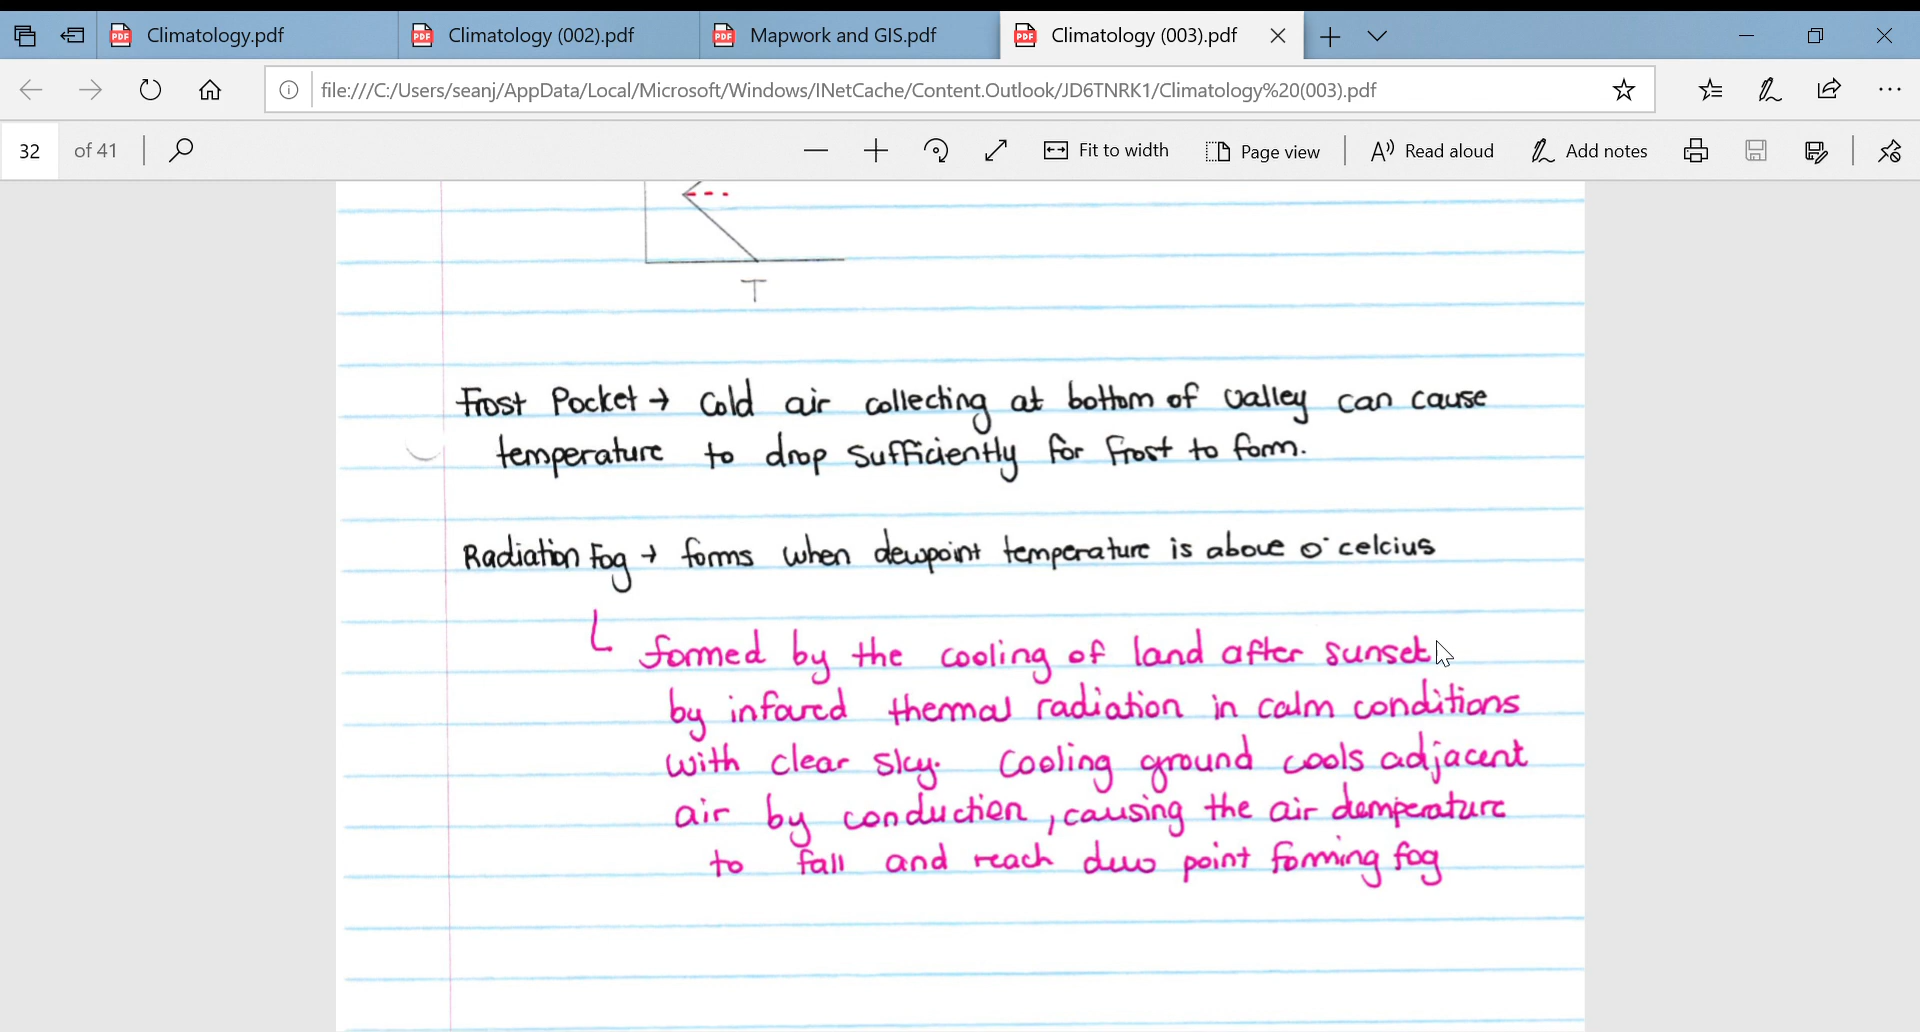 Climatology.pdf
Climatology (002).pdf
Mapwork and GIS.pdf
Climatology (003).pdf
file:///C:/Users/seanj/AppData/Local/Microsoft/Windows/INetCache/Content.Outlook/JD6TNRK1/Climatology%20(003).pdf
32 of 41
Fit to width
Page view
Read aloud
Add notes
T
Frost Pocket → Cold air collecting at bottom of valley can cause
temperature to drop sufficiently for frost to form.
Radiation Fog → forms when dewpoint temperature is above 0° celcius
formed by the cooling of land after sunset
by infared thermal radiation in calm conditions
with clear sky. Cooling ground cools adjacent
air by conduction, causing the air demperature
to fall and reach duw point forming fog